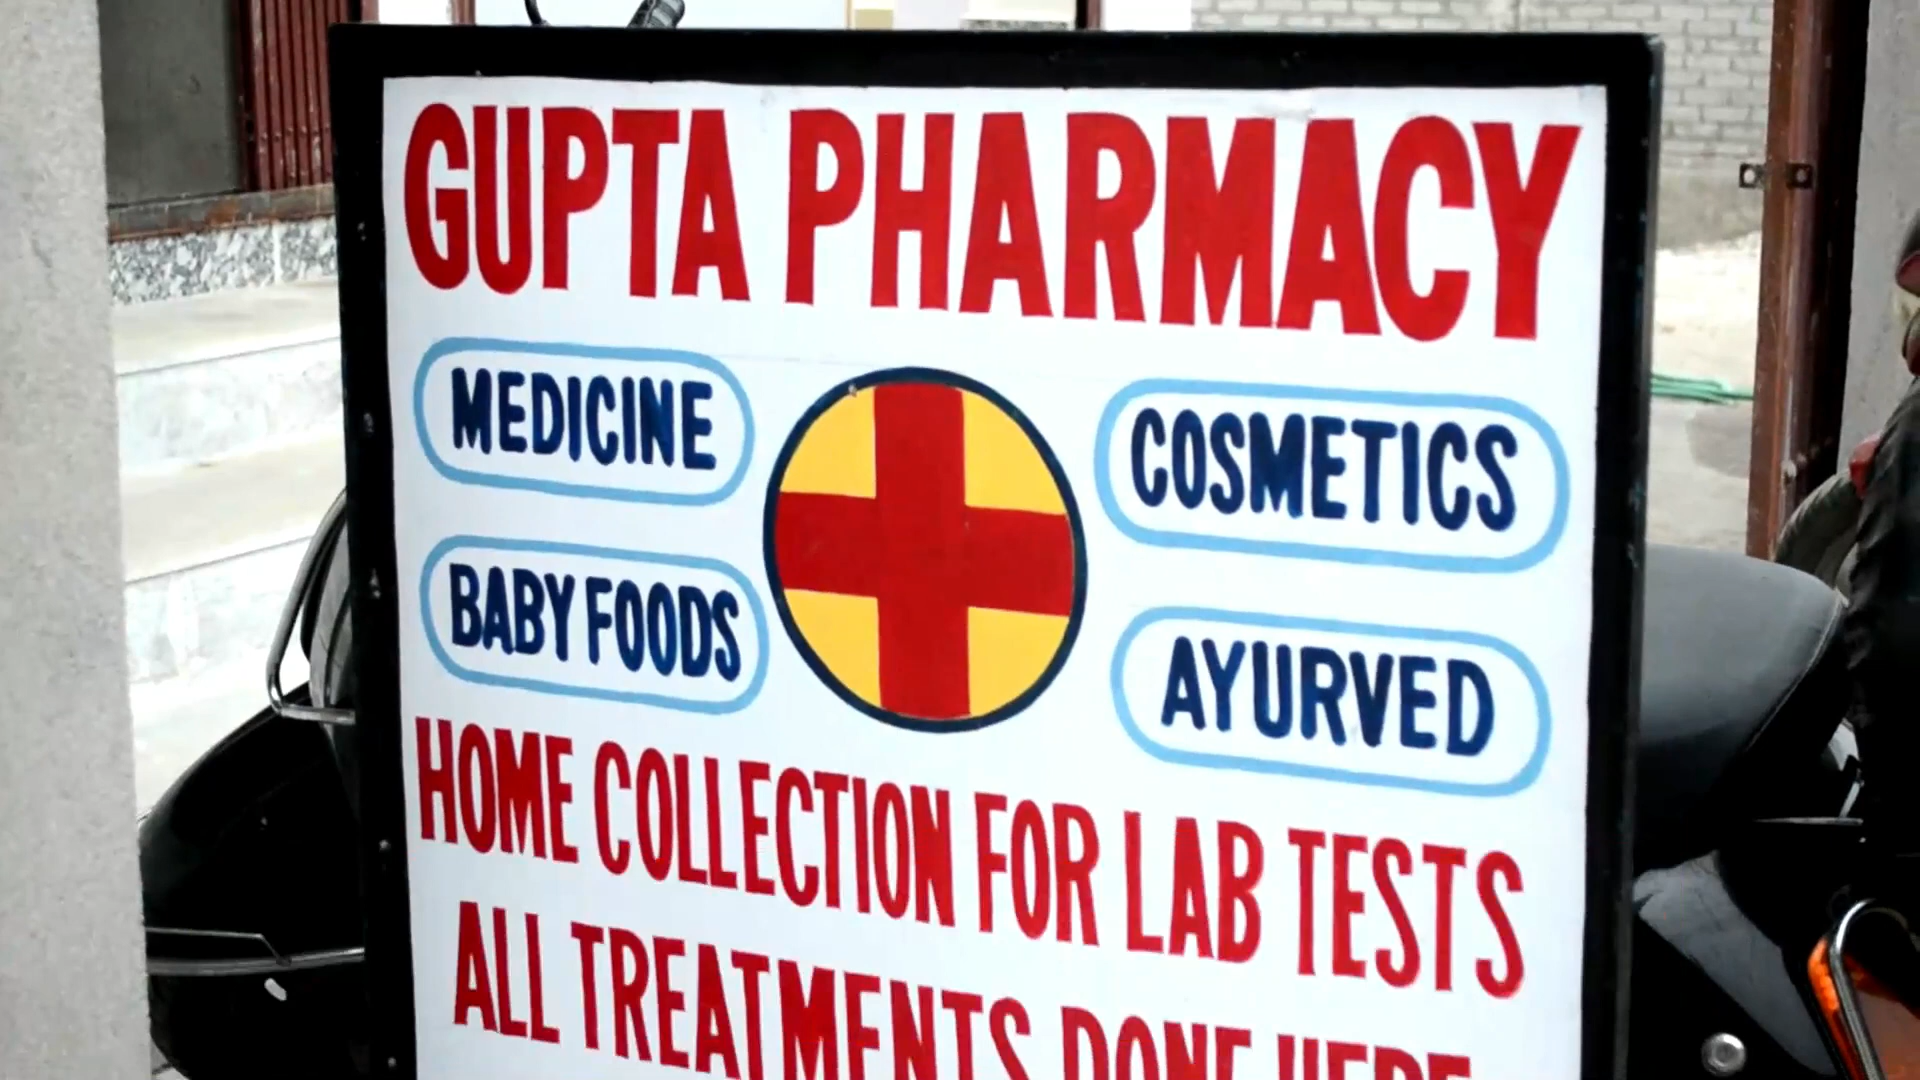 GUPTA PHARMACY
MEDICINE
COSMETICS
BABY FOODS
AYURVED
HOME COLLECTION FOR LAB TESTS
ALL TREATMENTS DONE HERE